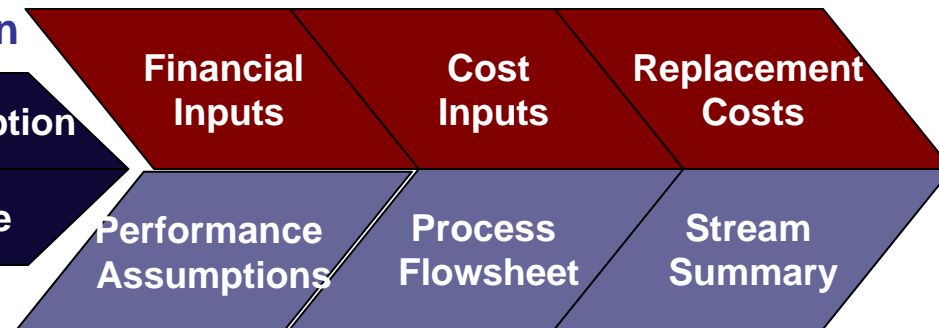 Financial
Inputs
Cost
Inputs
Replacement
Costs
Performance
Assumptions
Process
Flowsheet
Stream
Summary